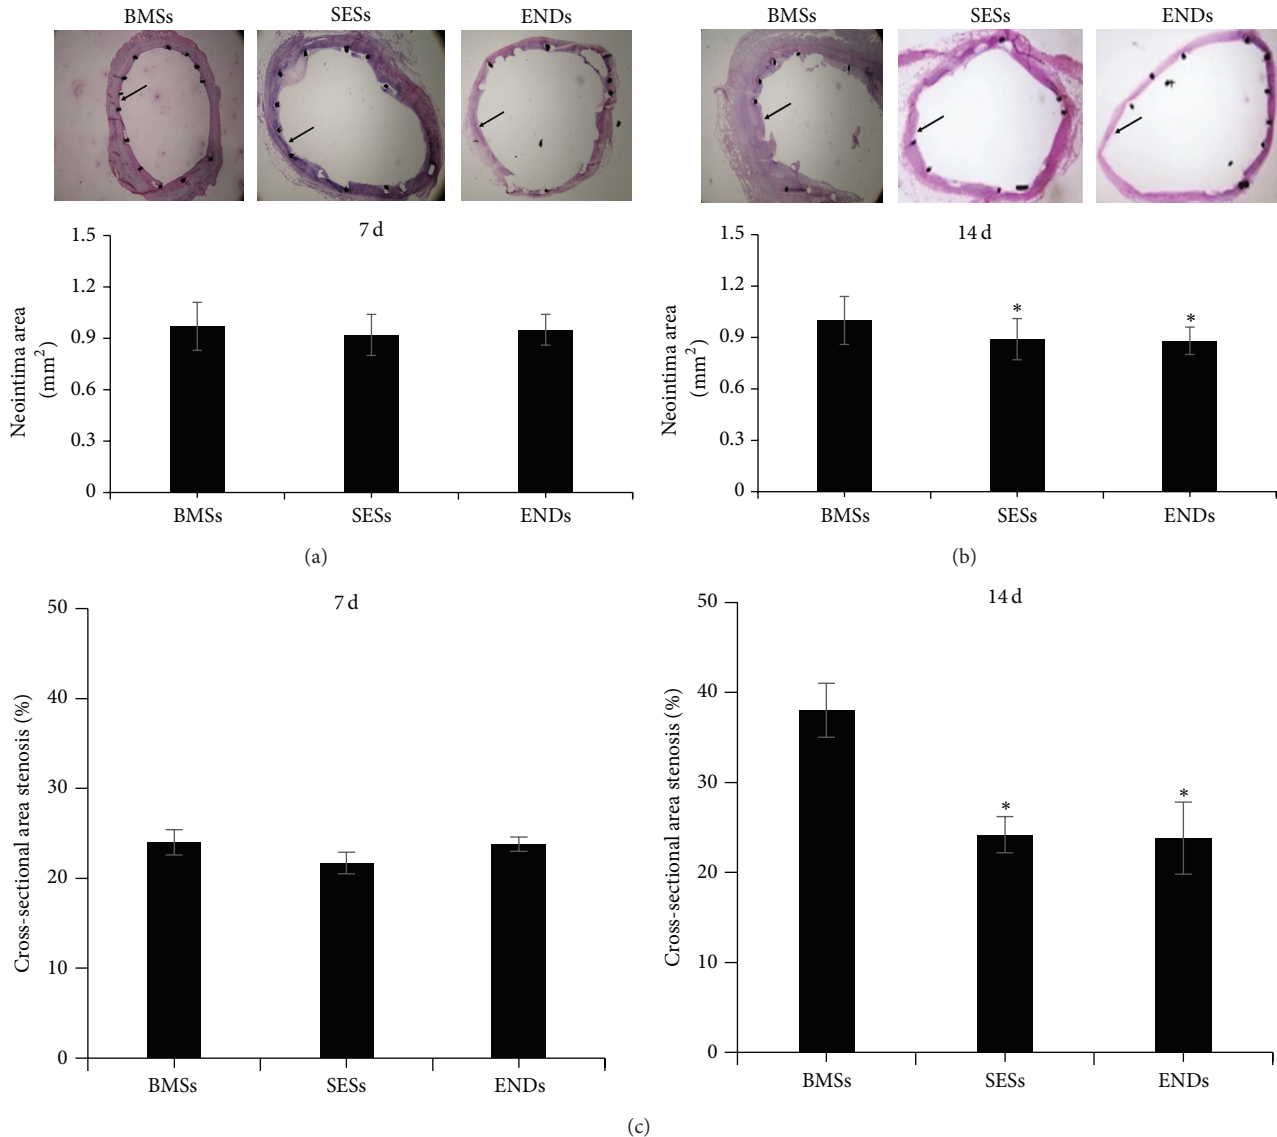 BMSs SESs ENDs
7 d
1.5
1.2
0.9
0.6
0.3
0
Neointima area
(mm2)
BMSs SESs ENDs
(a)
BMSs SESs ENDs
14 d
1.5
1.2
0.9
0.6
0.3
0
Neointima area
(mm2)
* *
BMSs SESs ENDs
(b)
7 d
50
40
30
20
10
0
Cross-sectional area stenosis (%)
BMSs SESs ENDs
14 d
50
40
30
20
10
0
Cross-sectional area stenosis (%)
* *
BMSs SESs ENDs
(c)